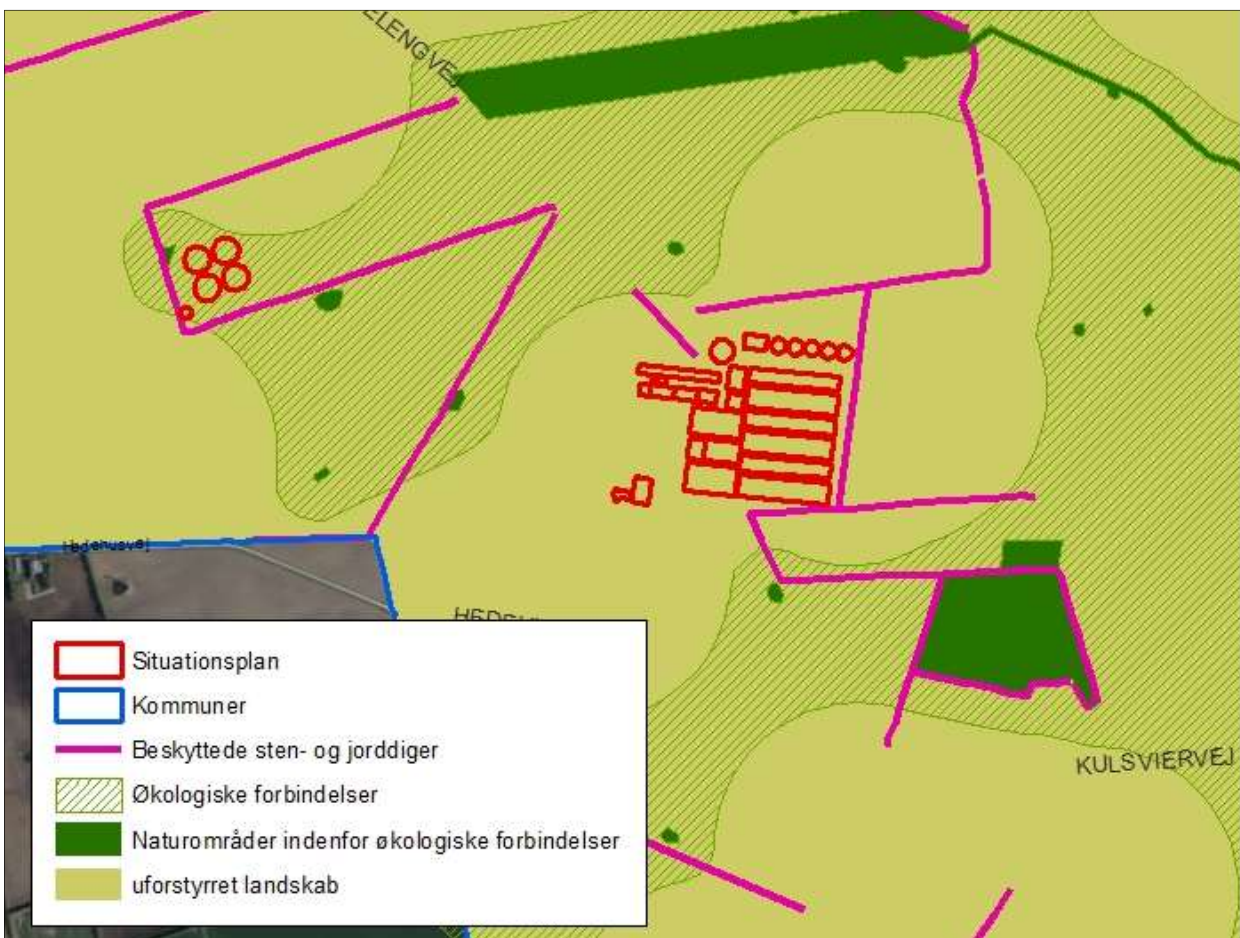 ELENGVEJ
Hedehusvej
KULSVIERVEJ
Situationsplan
Kommuner
Beskyttede sten- og jorddiger
Økologiske forbindelser
Naturområder indenfor økologiske forbindelser
uforstyrret landskab